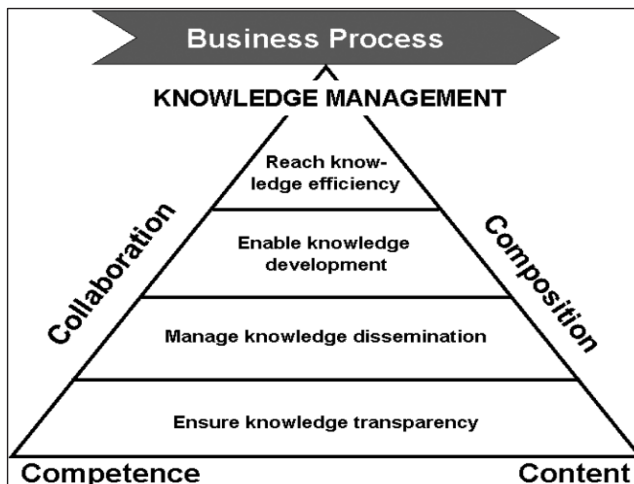 Business Process
KNOWLEDGE MANAGEMENT
Reach know-
ledge efficiency
Enable knowledge
development
Manage knowledge dissemination
Ensure knowledge transparency
Collaboration
Composition
Competence
Content